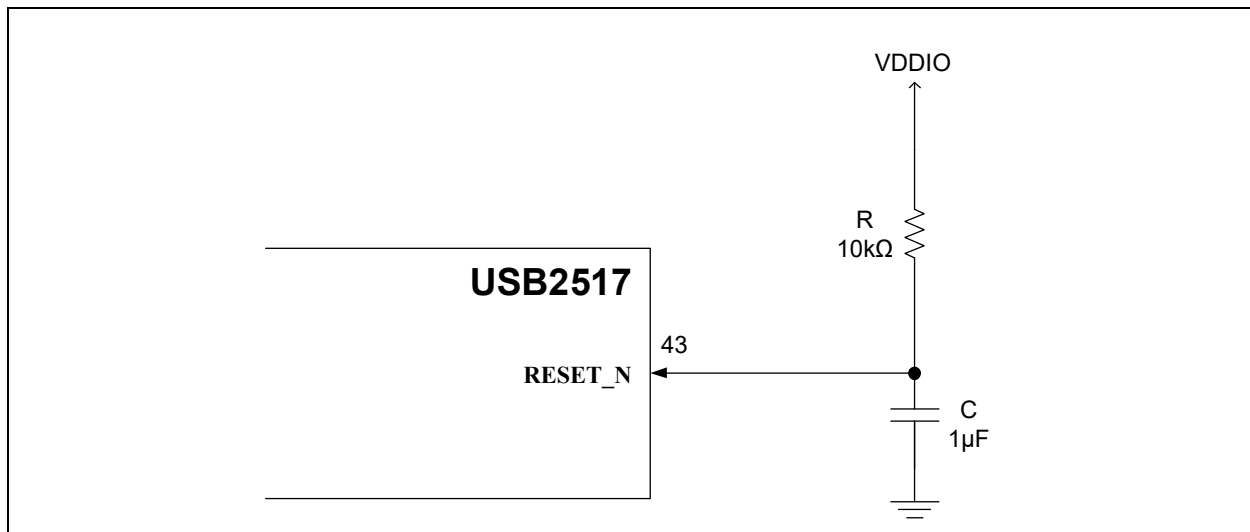 VDDIO
R
10kΩ
USB2517
43
RESET_N
C
1µF